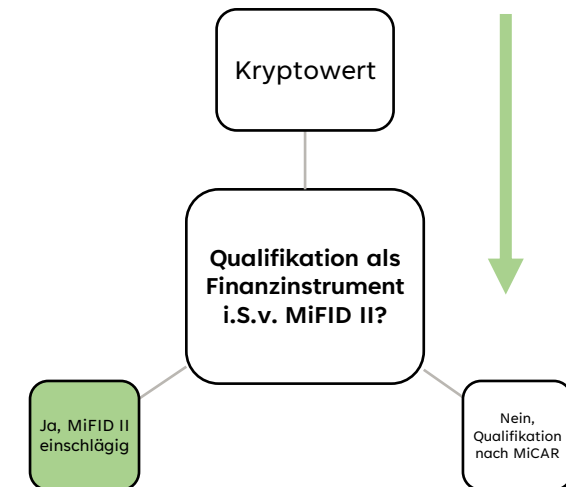 Kryptowert
Qualifikation als
Finanzinstrument
i.S.v. MiFID II?
Ja, MiFID II
einschlägig
Nein,
Qualifikation
nach MiCAR